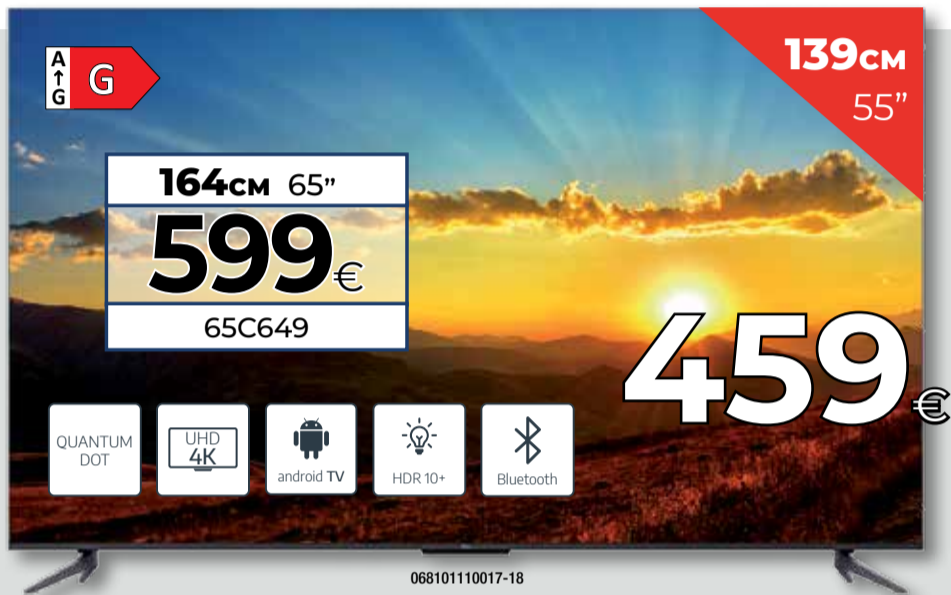 A
↑
G
G
139CM
55”
164CM 65”
599€
65C649
459€
QUANTUM
DOT
UHD
4K
android TV
HDR 10+
Bluetooth
068101110017-18